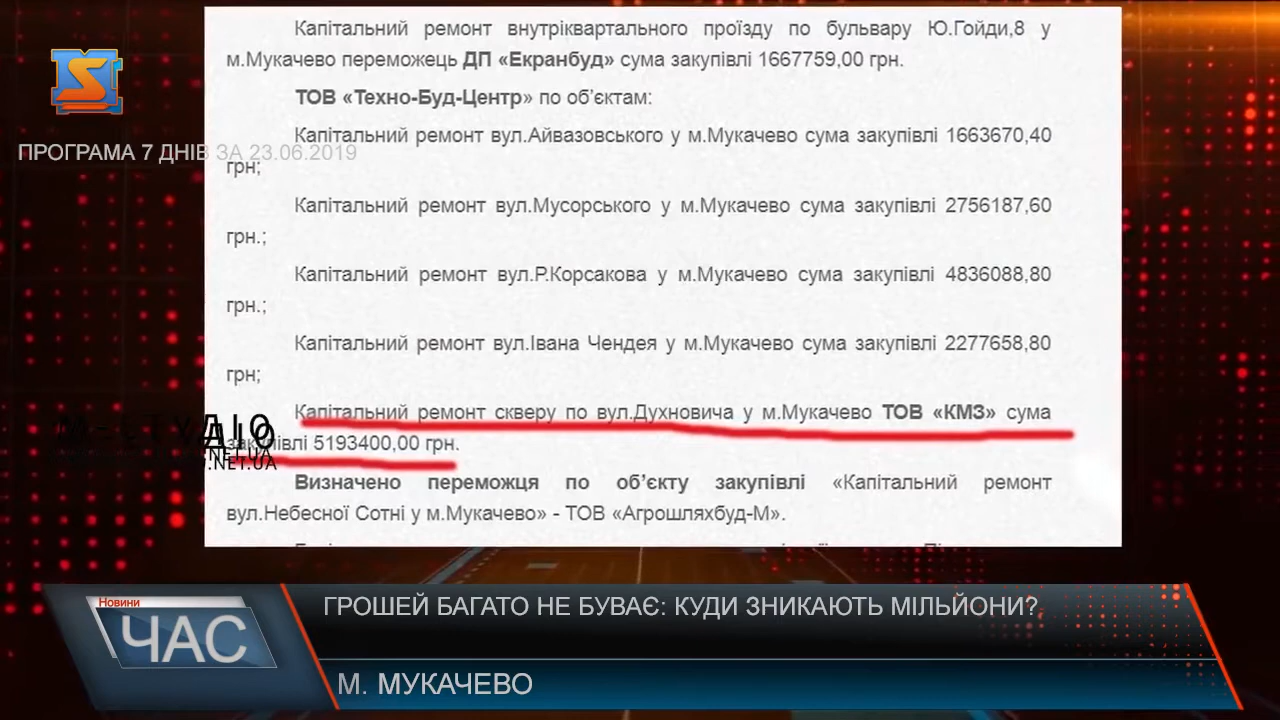 Капітальний ремонт внутріквартального проїзду по бульвару Ю.Гойди,8 у
м.Мукачево переможець ДП «Екранбуд» сума закупівлі 1667759,00 грн.
ТОВ «Техно-Буд-Центр» по об'єктам:
Капітальний ремонт вул.Айвазовського у м.Мукачево сума закупівлі 1663670,40
ПРОГРАМА 7 ДНІВ ЗА 23.06.2019
грн;
Капітальний ремонт вул.Мусорського у м.Мукачево сума закупівлі 2756187,60
грн.;
Капітальний ремонт вул.Р.Корсакова у м.Мукачево сума закупівлі 4836088,80
грн.;
Капітальний ремонт вул.Івана Чендея у м.Мукачево сума закупівлі 2277658,80
грн;
Капітальний ремонт скверу по вул.Духновича у м.Мукачево ТОВ «КМЗ» сума
закупівлі 5193400,00 грн.
.NET.UA
Визначено переможця по об'єкту закупівлі «Капітальний ремонт
вул.Небесної Сотні у м.Мукачево» - ТОВ «Агрошляхбуд-М».
Новини
ЧАС
ГРОШЕЙ БАГАТО НЕ БУВАЄ: КУДИ ЗНИКАЮТЬ МІЛЬЙОНИ?
М. МУКАЧЕВО